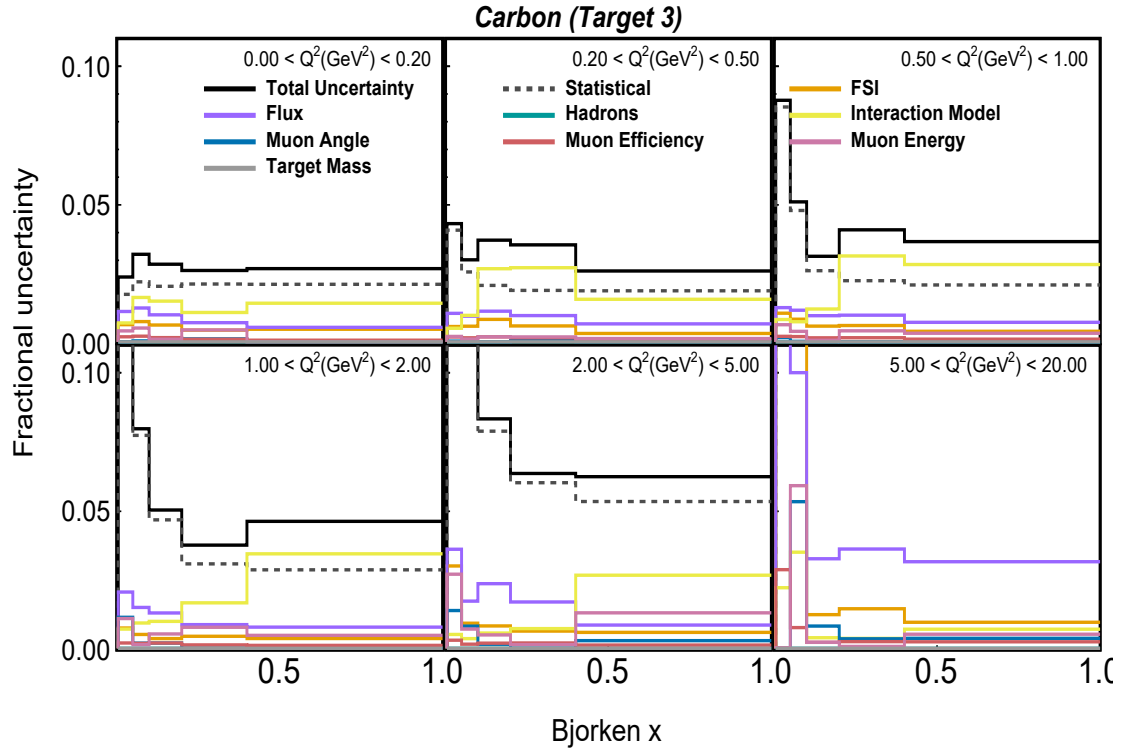 Carbon (Target 3)
0.00 < Q²(GeV²) < 0.20
0.20 < Q²(GeV²) < 0.50
0.50 < Q²(GeV²) < 1.00
Total Uncertainty
Statistical
FSI
Flux
Hadrons
Interaction Model
Muon Angle
Muon Efficiency
Muon Energy
Target Mass
0.10
0.05
0.00
1.00 < Q²(GeV²) < 2.00
2.00 < Q²(GeV²) < 5.00
5.00 < Q²(GeV²) < 20.00
0.10
0.05
0.00
Fractional uncertainty
0.5
1.0
0.5
1.0
0.5
1.0
Bjorken x